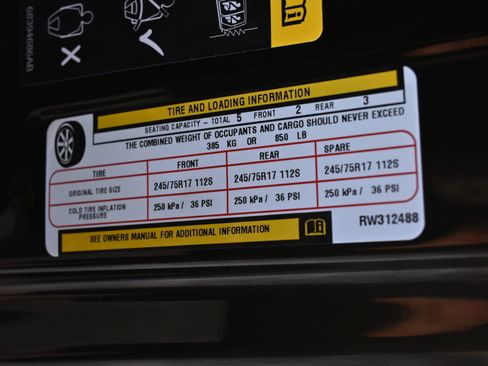 68394686AB
TIRE AND LOADING INFORMATION
SEATING CAPACITY - TOTAL 5 FRONT 2 REAR 3
THE COMBINED WEIGHT OF OCCUPANTS AND CARGO SHOULD NEVER EXCEED
385 KG OR 850 LB
TIRE FRONT REAR SPARE
ORIGINAL TIRE SIZE 245/75R17 112S 245/75R17 112S 245/75R17 112S
COLD TIRE INFLATION PRESSURE 250 kPa / 36 PSI 250 kPa / 36 PSI 250 kPa / 36 PSI
SEE OWNERS MANUAL FOR ADDITIONAL INFORMATION
RW312488